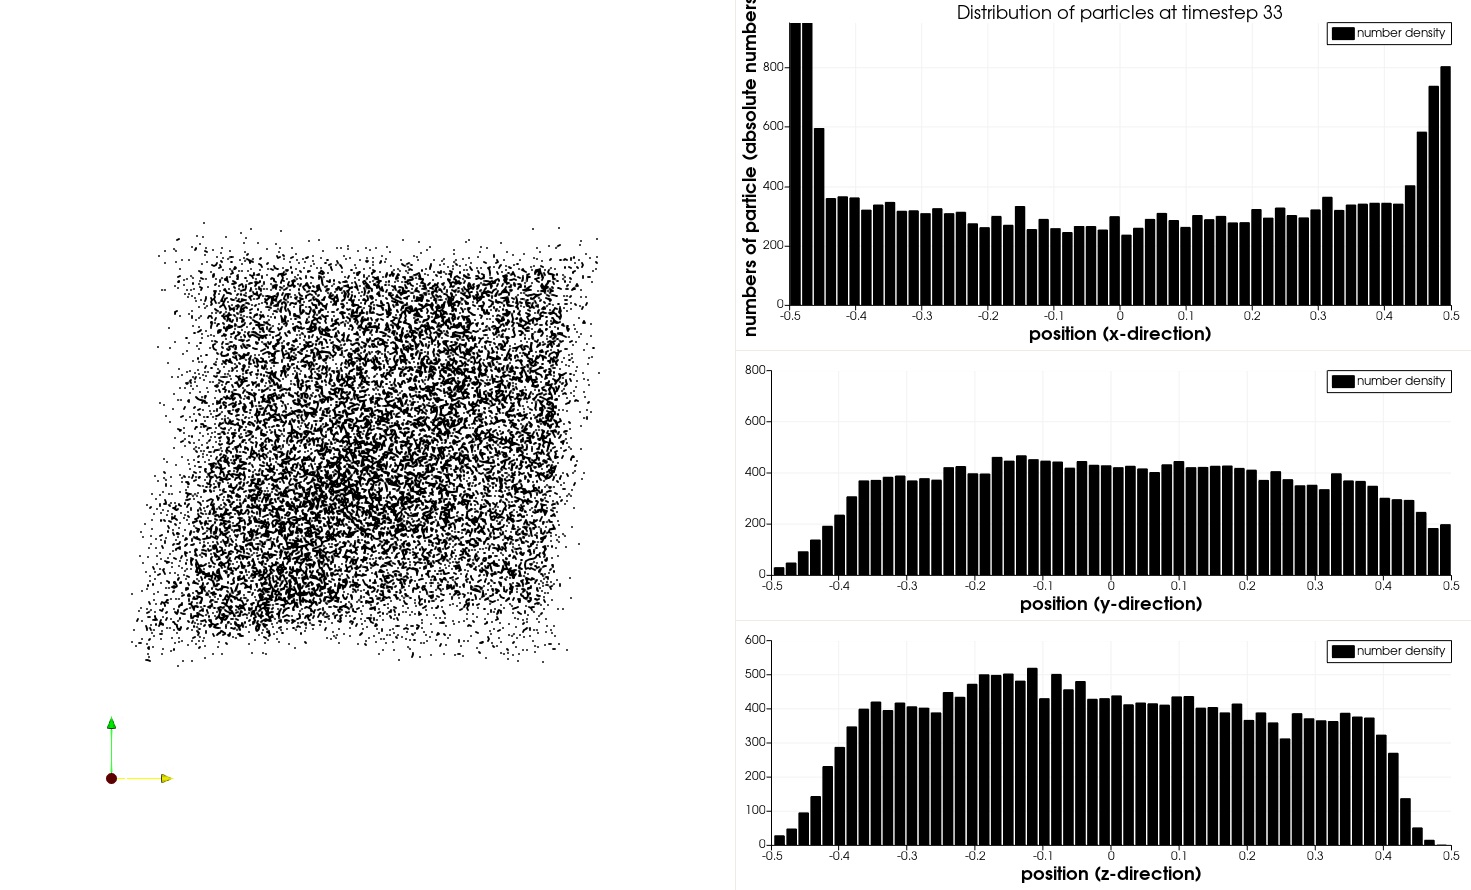 Distribution of particles at timestep 33
numbers of particle (absolute numbers
number density
800
600
400
200
0
-0.5 -0.4 -0.3 -0.2 -0.1 0 0.1 0.2 0.3 0.4 0.5
position (x-direction)
number density
800
600
400
200
0
-0.5 -0.4 -0.3 -0.2 -0.1 0 0.1 0.2 0.3 0.4 0.5
position (y-direction)
number density
600
500
400
300
200
100
0
-0.5 -0.4 -0.3 -0.2 -0.1 0 0.1 0.2 0.3 0.4 0.5
position (z-direction)